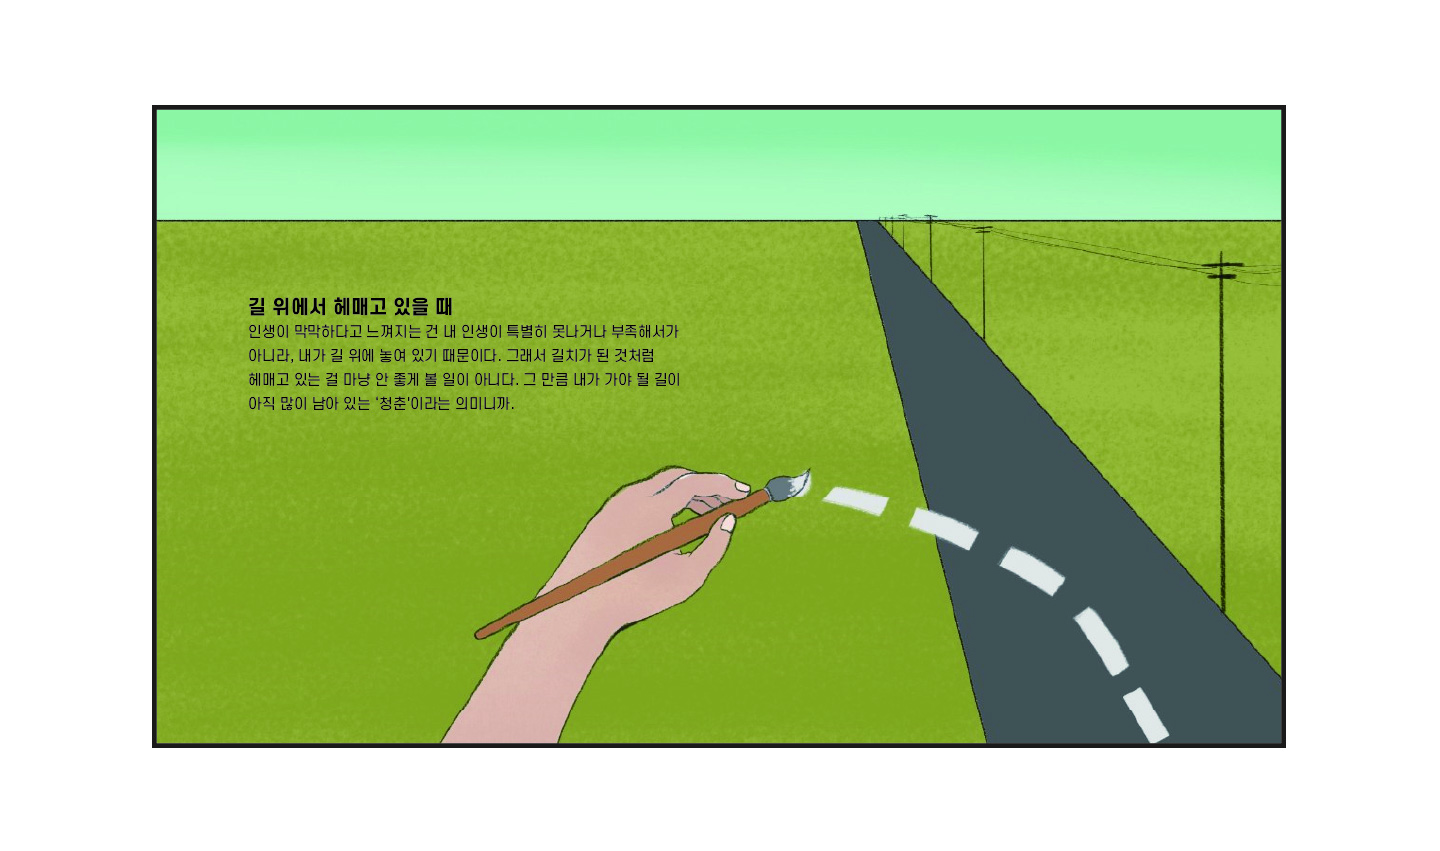 길 위에서 헤매고 있을 때
인생이 막막하다고 느껴지는 건 내 인생이 특별히 못나거나 부족해서가
아니라, 내가 길 위에 놓여 있기 때문이다. 그래서 길치가 된 것처럼
헤매고 있는 걸 마냥 안 좋게 볼 일이 아니다. 그 만큼 내가 가야 될 길이
아직 많이 남아 있는 '청춘'이라는 의미니까.